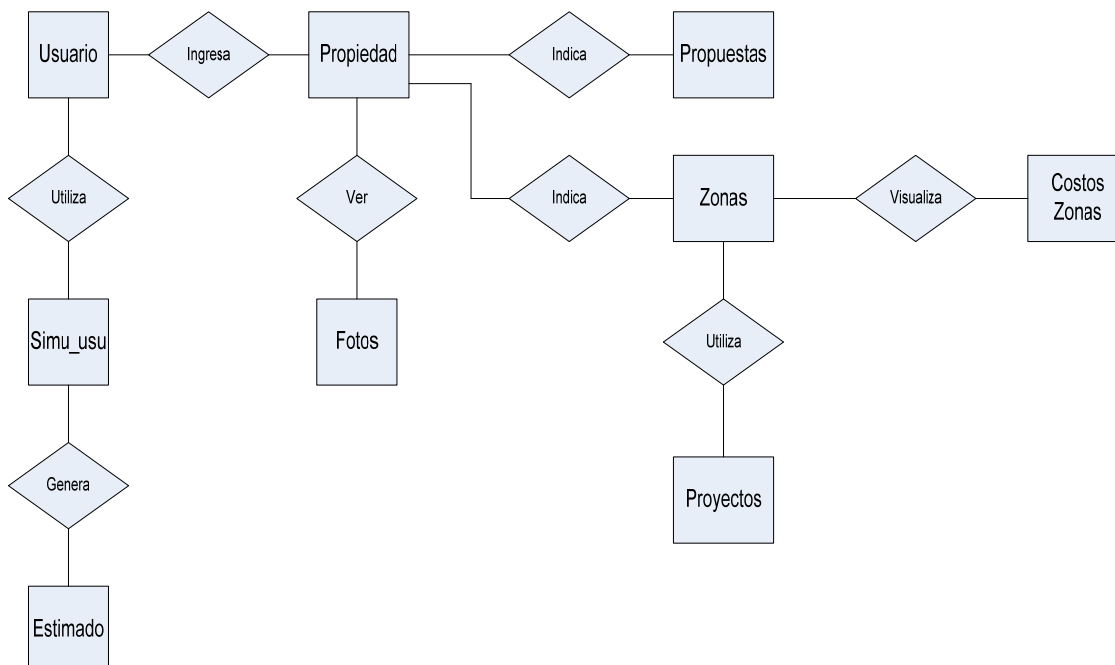 Usuario
Ingresa
Propiedad
Indica
Propuestas
Utiliza
Ver
Indica
Zonas
Visualiza
Costos
Zonas
Simu_usu
Fotos
Utiliza
Genera
Proyectos
Estimado